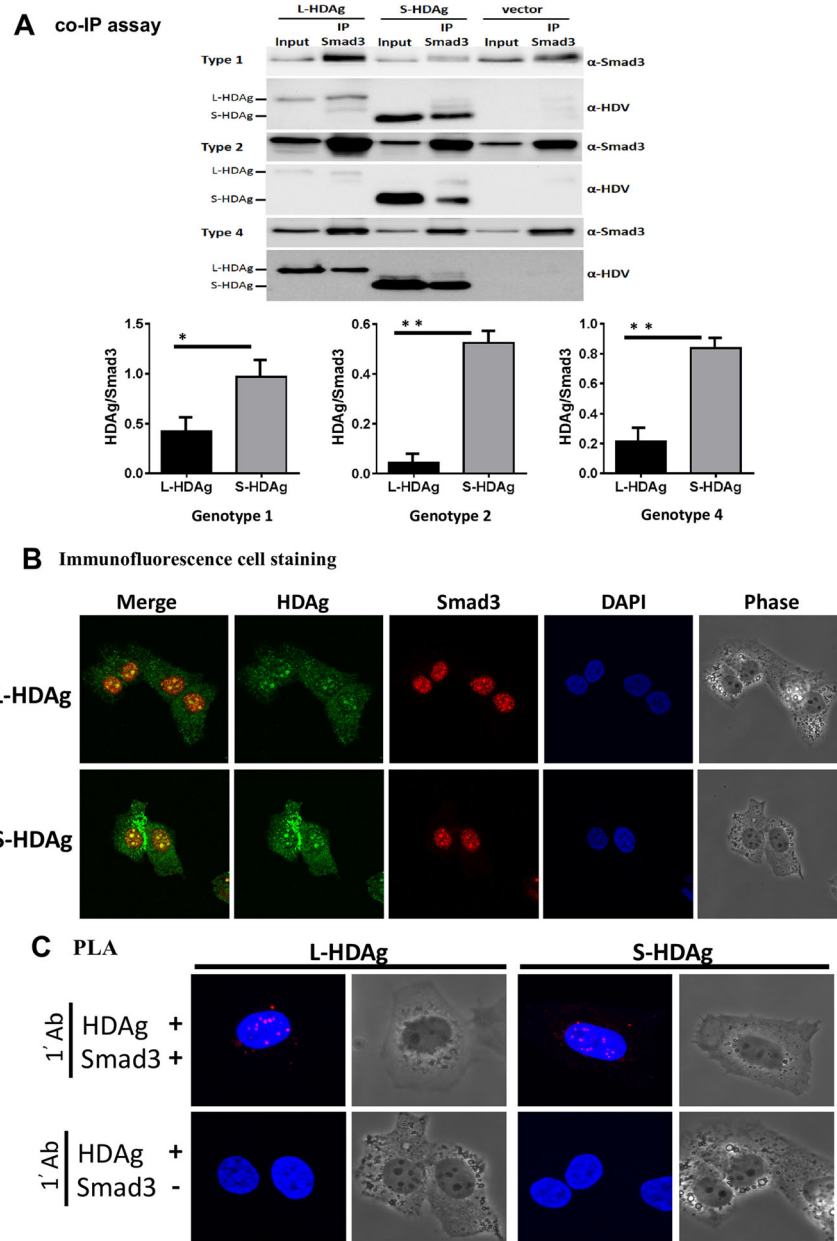 A co-IP assay
L-HDAg S-HDAg vector
Input IP Smad3 Input IP Smad3 Input IP Smad3
Type 1 α-Smad3
L-HDAg
S-HDAg
α-HDV
Type 2 α-Smad3
L-HDAg
S-HDAg
α-HDV
Type 4 α-Smad3
L-HDAg
S-HDAg
α-HDV
HDAg/Smad3
1.5
1.0
0.5
0.0
*
L-HDAg S-HDAg
Genotype 1
HDAg/Smad3
0.6
0.4
0.2
0.0
**
L-HDAg S-HDAg
Genotype 2
HDAg/Smad3
1.0
0.8
0.6
0.4
0.2
0.0
**
L-HDAg S-HDAg
Genotype 4
B Immunofluorescence cell staining
Merge HDAg Smad3 DAPI Phase
L-HDAg
S-HDAg
C PLA
L-HDAg S-HDAg
1' Ab
HDAg +
Smad3 +
1' Ab
HDAg +
Smad3 -